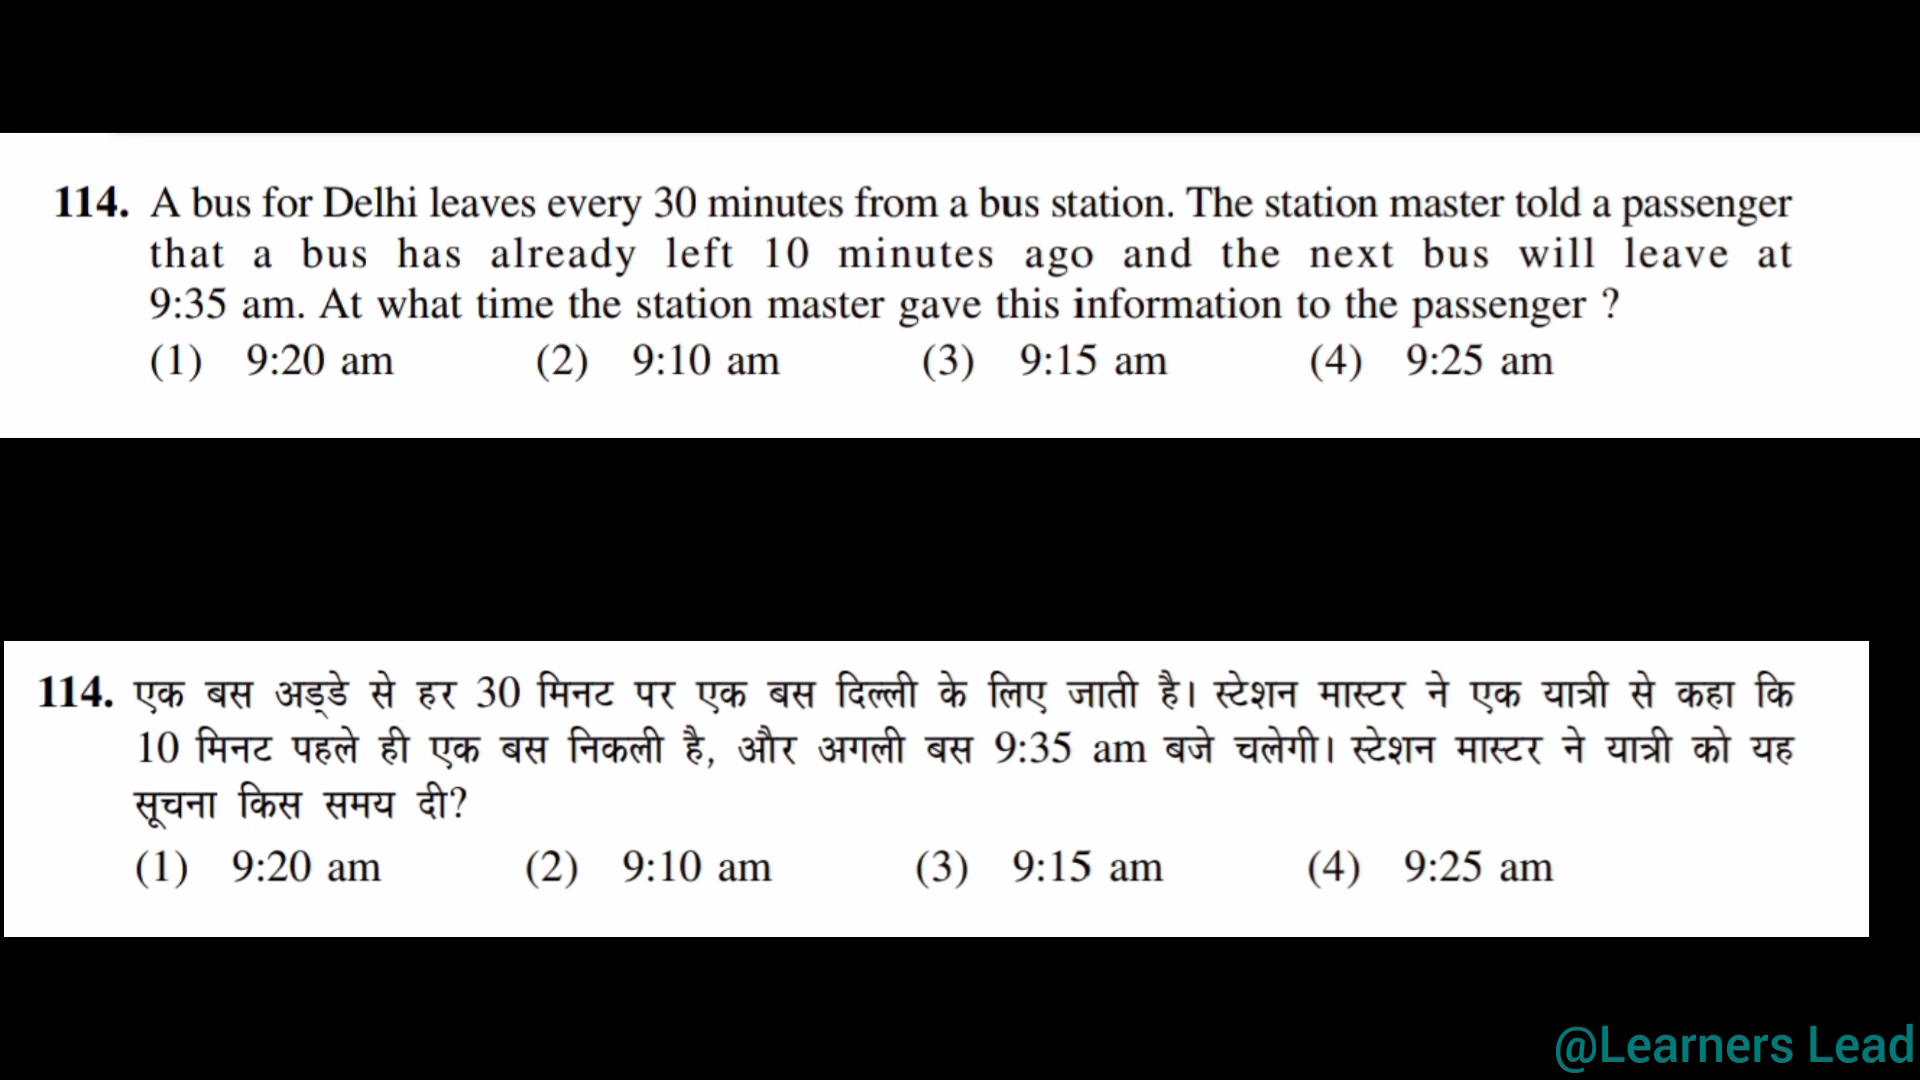 114. A bus for Delhi leaves every 30 minutes from a bus station. The station master told a passenger
that a bus has already left 10 minutes ago and the next bus will leave at
9:35 am. At what time the station master gave this information to the passenger ?
(1) 9:20 am (2) 9:10 am (3) 9:15 am (4) 9:25 am
114. एक बस अड्डे से हर 30 मिनट पर एक बस दिल्ली के लिए जाती है। स्टेशन मास्टर ने एक यात्री से कहा कि
10 मिनट पहले ही एक बस निकली है, और अगली बस 9:35 am बजे चलेगी। स्टेशन मास्टर ने यात्री को यह
सूचना किस समय दी?
(1) 9:20 am (2) 9:10 am (3) 9:15 am (4) 9:25 am
@Learners Lead